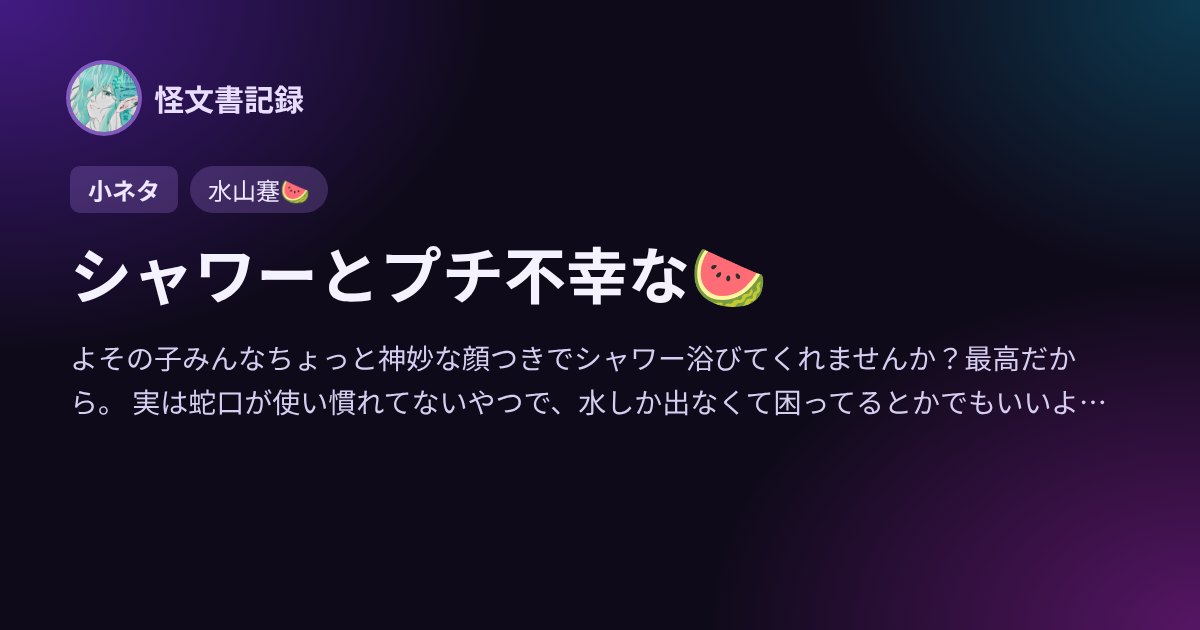 怪文書記録
小ネタ
水山蹇🍉
シャワーとプチ不幸な🍉
よその子みんなちょっと神妙な顔つきでシャワー浴びてくれませんか？最高だか
ら。 実は蛇口が使い慣れてないやつで、水しか出なくて困ってるとかでもいいよ…